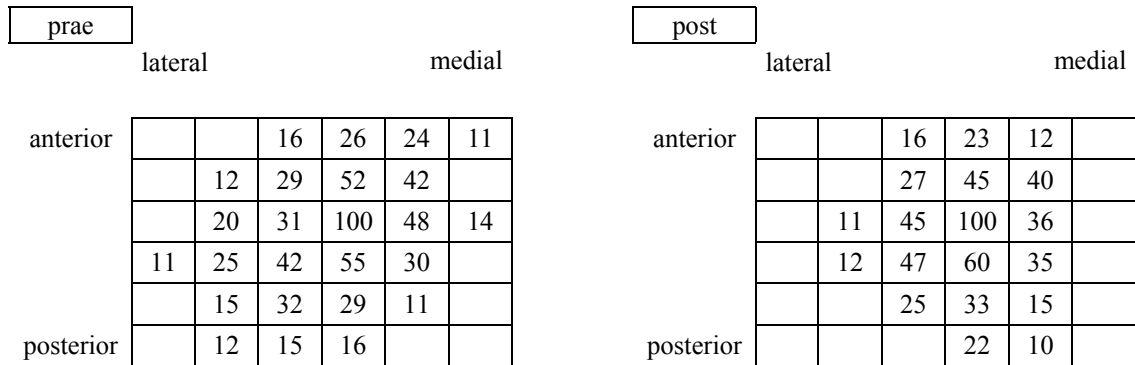 prae post
lateral medial lateral medial
anterior 16 26 24 11 anterior 16 23 12
12 29 52 42 27 45 40
20 31 100 48 14 11 45 100 36
11 25 42 55 30 12 47 60 35
15 32 29 11 25 33 15
posterior 12 15 16 posterior 22 10